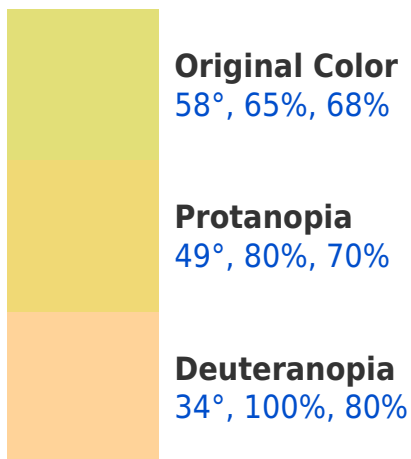 Original Color
58°, 65%, 68%
Protanopia
49°, 80%, 70%
Deuteranopia
34°, 100%, 80%